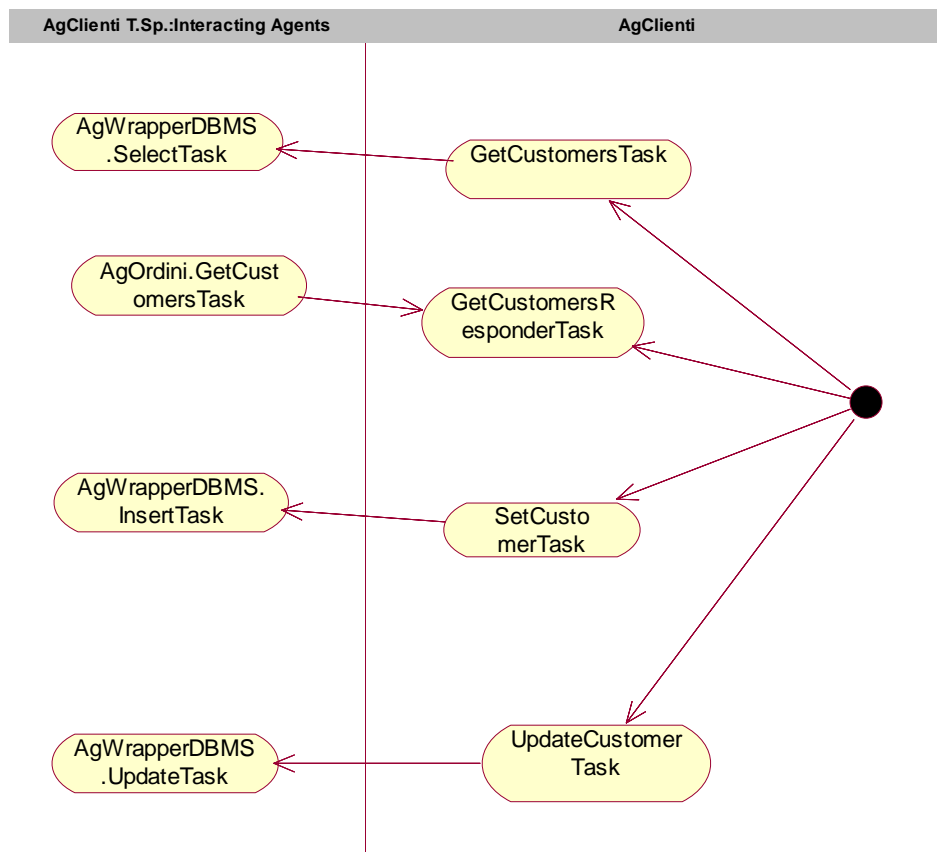 AgClienti T.Sp.:Interacting Agents
AgClienti
AgWrapperDBMS
.SelectTask
GetCustomersTask
AgOrdini.GetCust
omersTask
GetCustomersR
esponderTask
AgWrapperDBMS.
InsertTask
SetCusto
merTask
AgWrapperDBMS
.UpdateTask
UpdateCustomer
Task